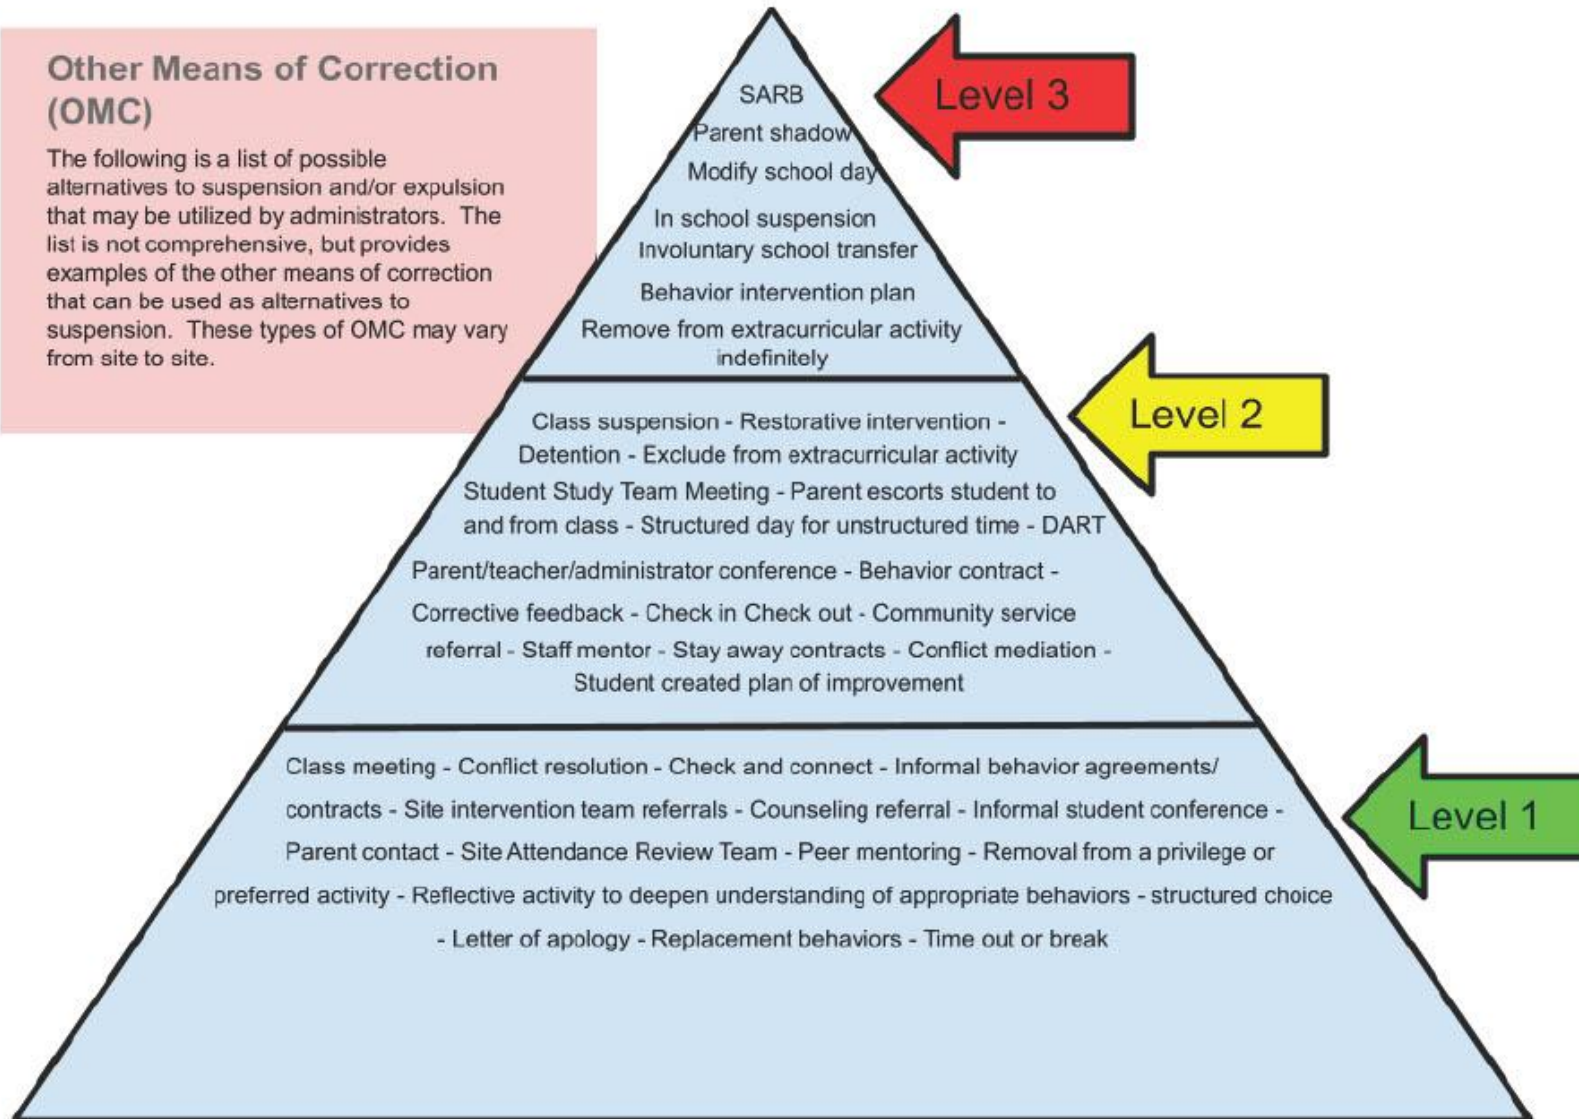 Other Means of Correction
(OMC)
The following is a list of possible
alternatives to suspension and/or expulsion
that may be utilized by administrators. The
list is not comprehensive, but provides
examples of the other means of correction
that can be used as alternatives to
suspension. These types of OMC may vary
from site to site.
SARB
Parent shadow
Modify school day
In school suspension
Involuntary school transfer
Behavior intervention plan
Remove from extracurricular activity
indefinitely
Level 3
Class suspension - Restorative intervention -
Detention - Exclude from extracurricular activity
Student Study Team Meeting - Parent escorts student to
and from class - Structured day for unstructured time - DART
Parent/teacher/administrator conference - Behavior contract -
Corrective feedback - Check in Check out - Community service
referral - Staff mentor - Stay away contracts - Conflict mediation -
Student created plan of improvement
Level 2
Class meeting - Conflict resolution - Check and connect - Informal behavior agreements/
contracts - Site intervention team referrals - Counseling referral - Informal student conference -
Parent contact - Site Attendance Review Team - Peer mentoring - Removal from a privilege or
preferred activity - Reflective activity to deepen understanding of appropriate behaviors - structured choice
- Letter of apology - Replacement behaviors - Time out or break
Level 1